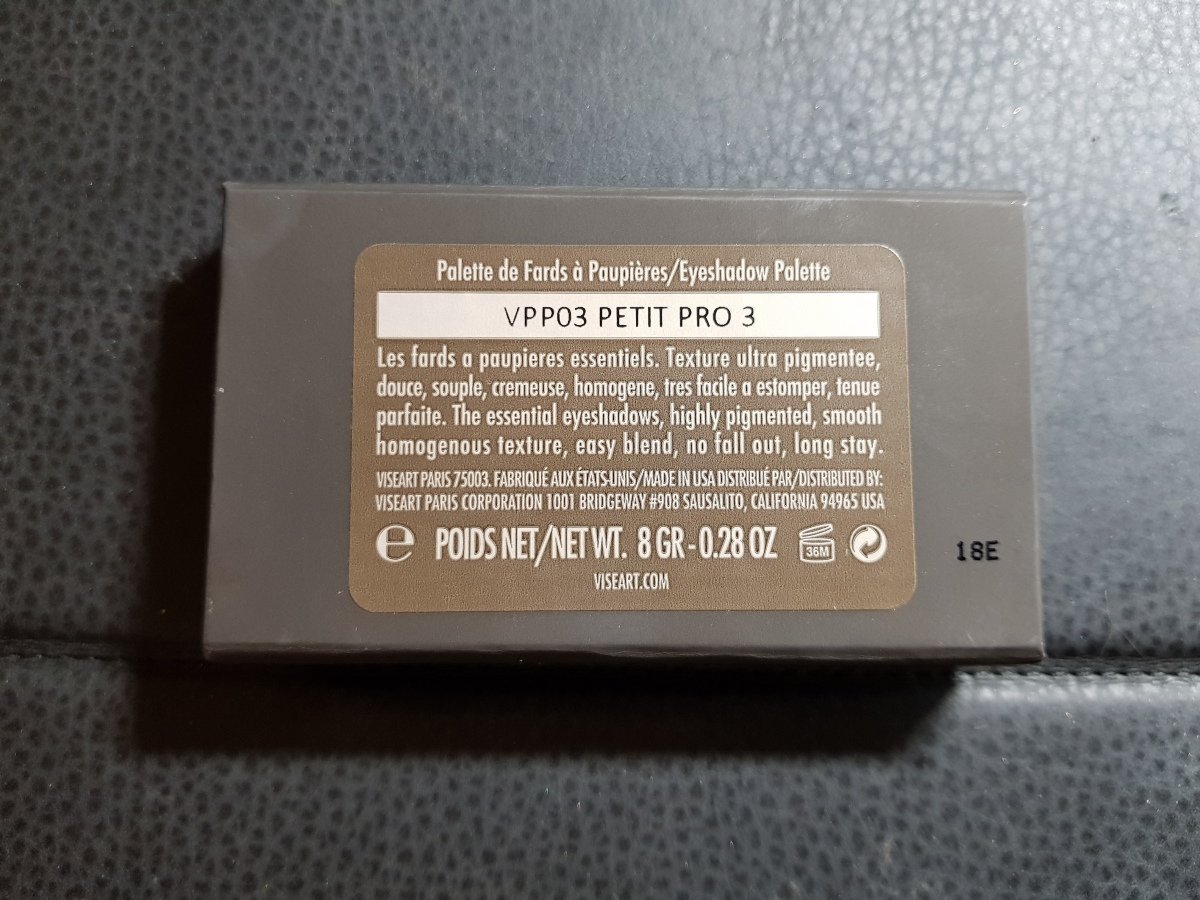 Palette de Fards à Paupières/Eyeshadow Palette
VPP03 PETIT PRO 3
Les fards a paupieres essentiels. Texture ultra pigmentee,
douce, souple, cremeuse, homogene, tres facile a estomper, tenue
parfaite. The essential eyeshadows, highly pigmented, smooth
homogenous texture, easy blend, no fall out, long stay.
VISEART PARIS 75003. FABRIQUÉ AUX ÉTATS-UNIS/MADE IN USA DISTRIBUÉ PAR/DISTRIBUTED BY:
VISEART PARIS CORPORATION 1001 BRIDGEWAY #908 SAUSALITO, CALIFORNIA 94965 USA
e POIDS NET/NET WT. 8 GR - 0.28 OZ 36M
18E
VISEART.COM